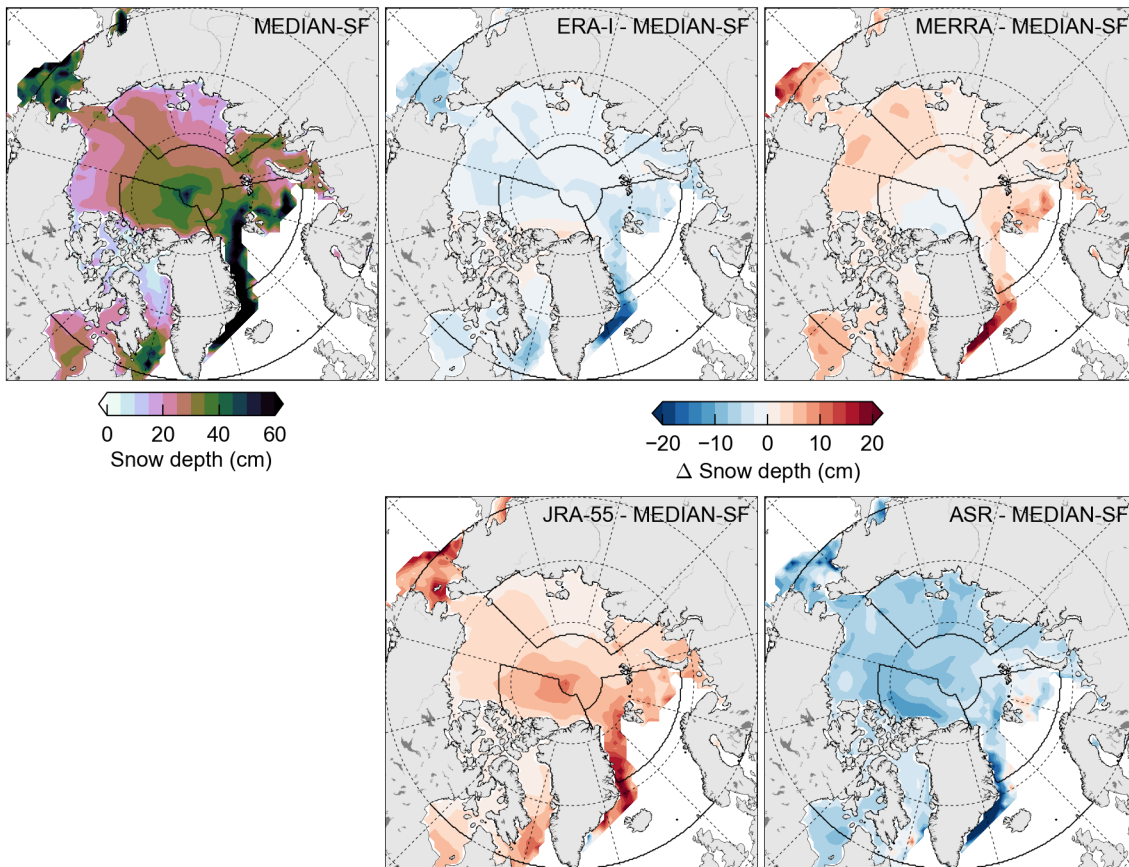 MEDIAN-SF
ERA-I - MEDIAN-SF
MERRA - MEDIAN-SF
0 20 40 60
Snow depth (cm)
−20 −10 0 10 20
Δ Snow depth (cm)
JRA-55 - MEDIAN-SF
ASR - MEDIAN-SF